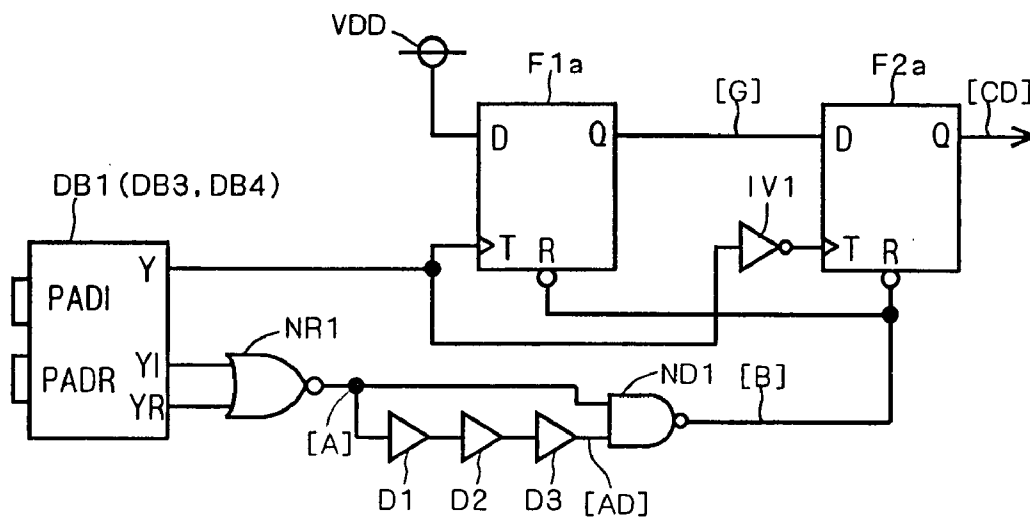 VDD
F1a
F2a
[G]
[CD]
D
Q
D
Q
DB1(DB3,DB4)
IV1
T
R
T
R
Y
PADI
NR1
YI
ND1
[B]
PADR
YR
[A]
D1
D2
D3
[AD]